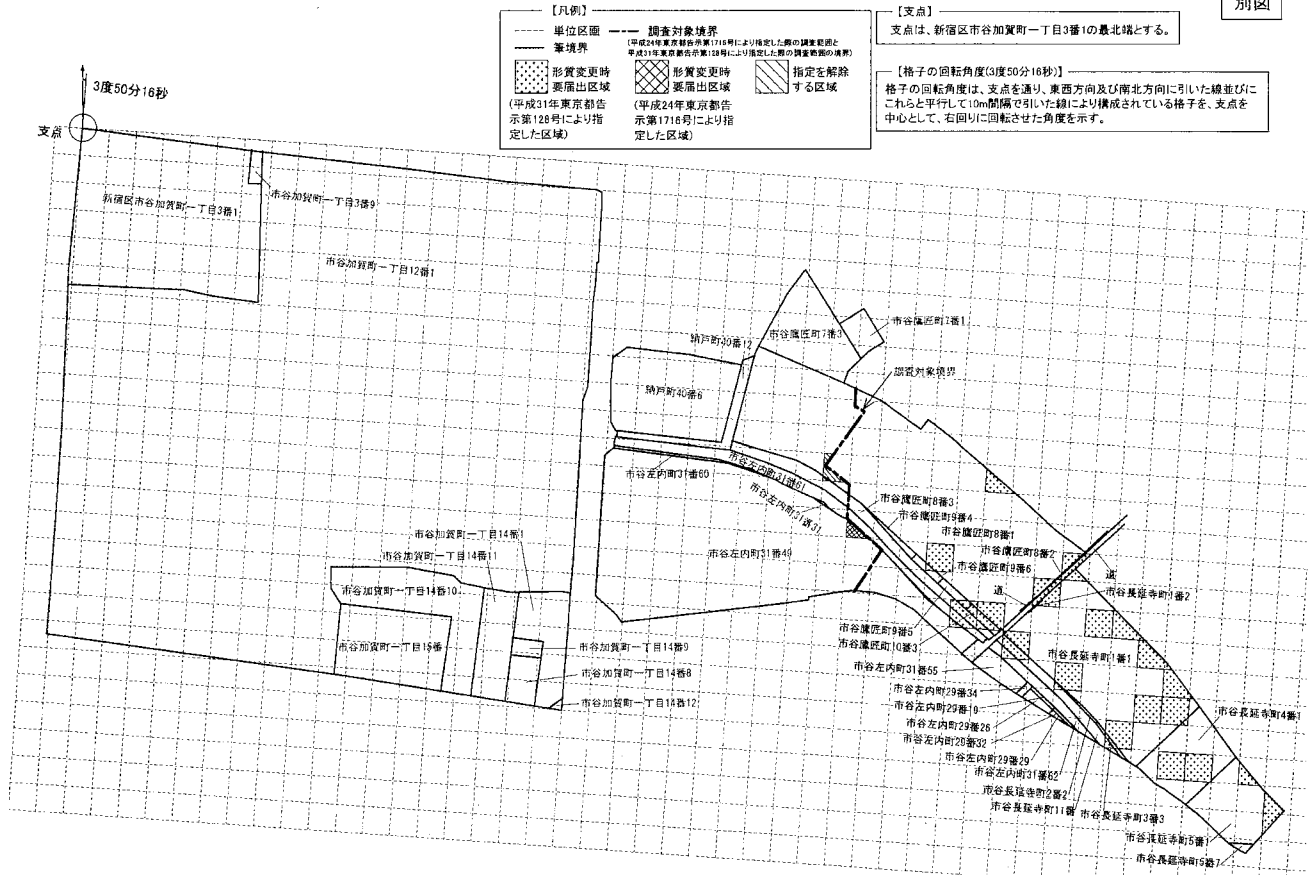 別図
【凡例】
単位区画
調査対象境界
筆境界
(平成24年東京都告示第1716号により指定した際の調査範囲と
平成31年東京都告示第128号により指定した際の調査範囲の境界)
形質変更時
要届出区域
(平成31年東京都告
示第128号により指
定した区域)
形質変更時
要届出区域
(平成24年東京都告
示第1716号により指
定した区域)
指定を解除
する区域
【支点】
支点は、新宿区市谷加賀町一丁目3番1の最北端とする。
【格子の回転角度(3度50分16秒)】
格子の回転角度は、支点を通り、東西方向及び南北方向に引いた線並びに
これらと平行して10m間隔で引いた線により構成されている格子を、支点を
中心として、右回りに回転させた角度を示す。
3度50分16秒
支点
新宿区市谷加賀町一丁目3番1
市谷加賀町一丁目3番9
市谷加賀町一丁目12番1
市谷鷹匠町7番3
市谷鷹匠町7番1
納戸町40番12
調査対象境界
納戸町40番6
市谷左内町31番60
市谷左内町31番61
市谷左内町31番31
市谷左内町31番49
市谷鷹匠町8番3
市谷鷹匠町9番4
市谷鷹匠町8番1
市谷鷹匠町8番2
市谷鷹匠町9番6
道
道
市谷長延寺町1番2
市谷加賀町一丁目14番1
市谷加賀町一丁目14番11
市谷加賀町一丁目14番10
市谷加賀町一丁目15番
市谷加賀町一丁目14番9
市谷加賀町一丁目14番8
市谷加賀町一丁目14番12
市谷鷹匠町9番5
市谷鷹匠町10番3
市谷左内町31番55
市谷長延寺町1番1
市谷左内町29番34
市谷左内町29番19
市谷左内町29番26
市谷左内町29番32
市谷左内町29番29
市谷左内町31番62
市谷長延寺町2番2
市谷長延寺町11番
市谷長延寺町3番3
市谷長延寺町4番1
市谷長延寺町5番1
市谷長延寺町5番7